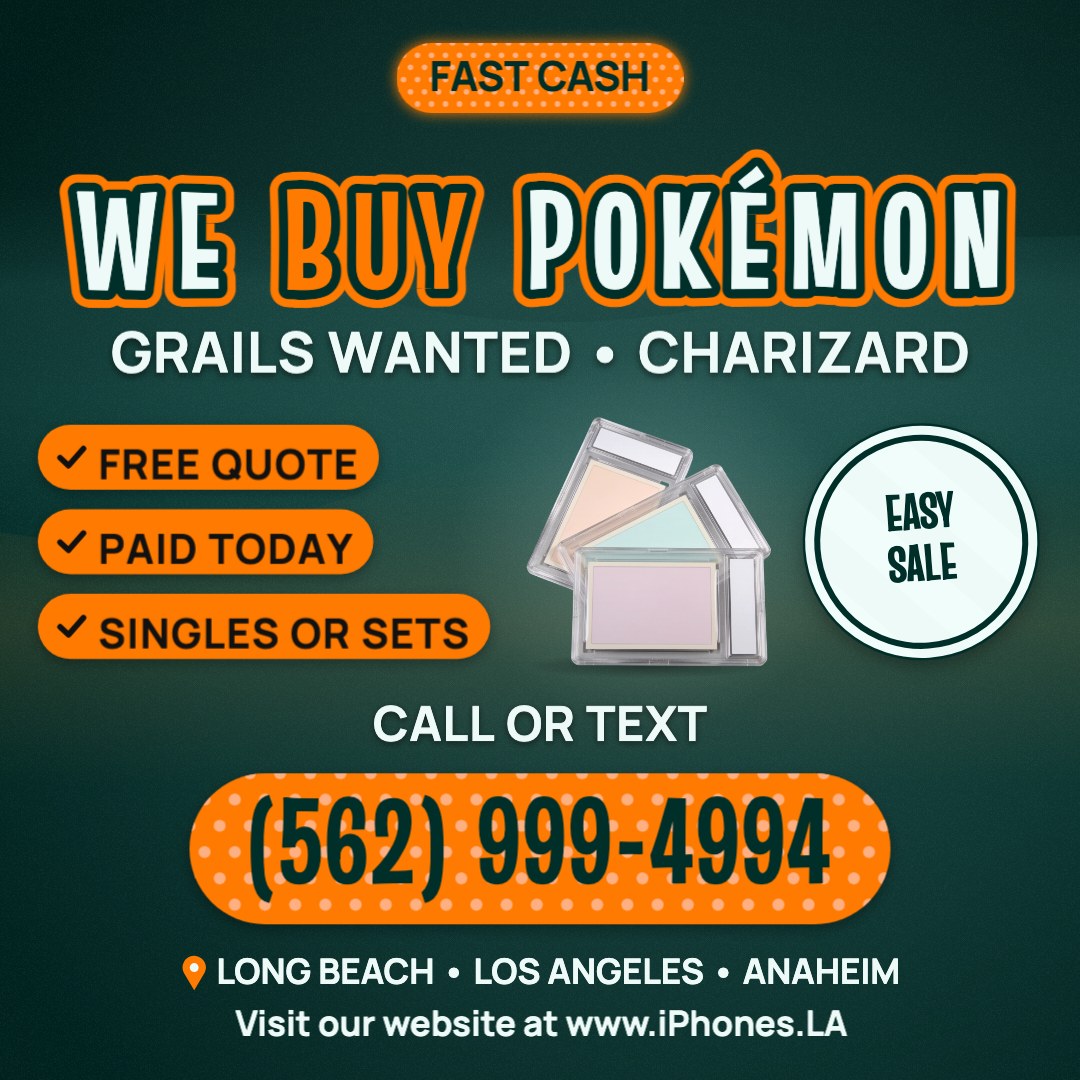 FAST CASH
WE BUY POKÉMON
GRAILS WANTED • CHARIZARD
FREE QUOTE
PAID TODAY
SINGLES OR SETS
EASY
SALE
CALL OR TEXT
(562) 999-4994
LONG BEACH • LOS ANGELES • ANAHEIM
Visit our website at www.iPhones.LA